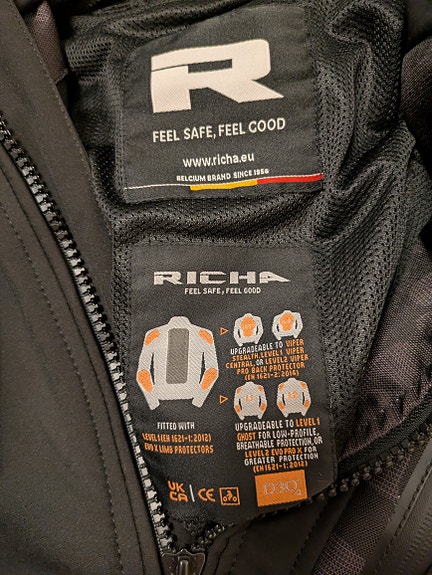 R
FEEL SAFE, FEEL GOOD
www.richa.eu
BELGIUM BRAND SINCE 1956
RICHA
FEEL SAFE, FEEL GOOD
UPGRADEABLE TO VIPER
STEALTH, LEVEL 1 VIPER
CENTRAL, OR LEVEL 2 VIPER
PRO BACK PROTECTOR
(EN 1621-2: 2014)
FITTED WITH
LEVEL 1 (EN 1621-1: 2012)
EVO X LIMB PROTECTORS
UPGRADEABLE TO LEVEL 1
GHOST FOR LOW-PROFILE,
BREATHABLE PROTECTION, OR
LEVEL 2 EVO PRO X FOR
GREATER PROTECTION
(EN 1621-1: 2012)
UK
CA
CE
D3O